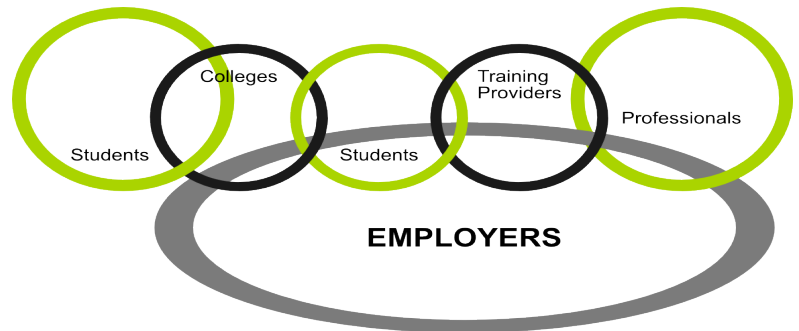 Colleges
Training
Providers
Professionals
Students
Students
EMPLOYERS